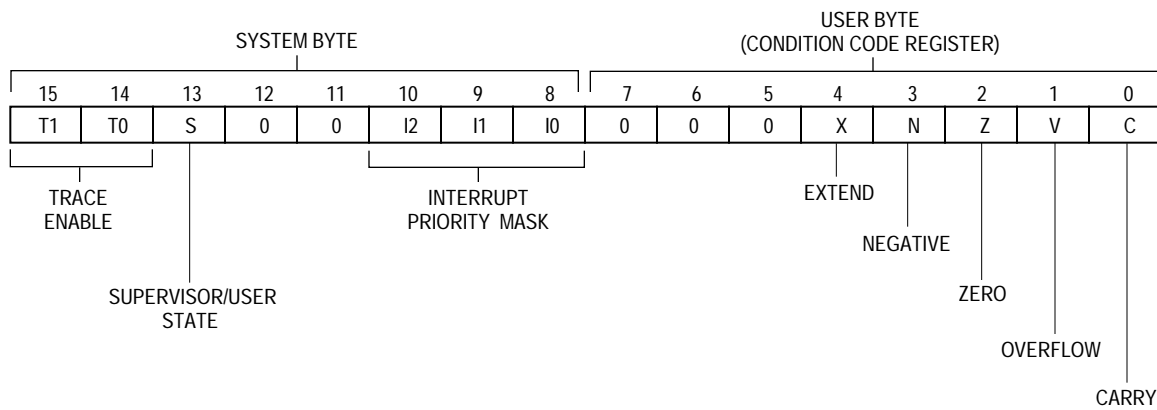 USER BYTE
SYSTEM BYTE
(CONDITION CODE REGISTER)
15 14 13 12 11 10 9 8 7 6 5 4 3 2 1 0
T1 T0 S 0 0 I2 I1 I0 0 0 0 X N Z V C
TRACE
ENABLE
INTERRUPT
PRIORITY MASK
EXTEND
NEGATIVE
SUPERVISOR/USER
STATE
ZERO
OVERFLOW
CARRY